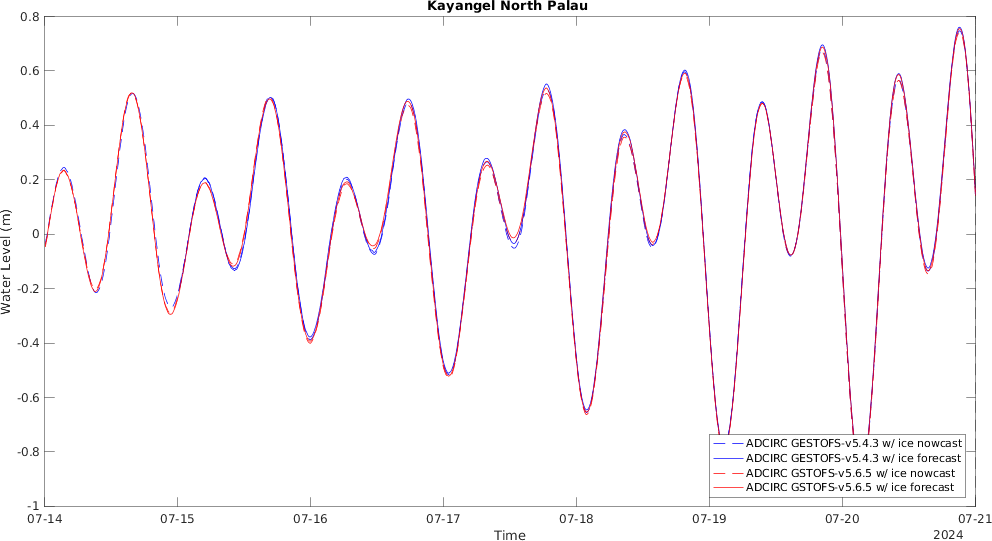 Kayangel North Palau
0.8
0.6
0.4
0.2
0
-0.2
-0.4
-0.6
-0.8
-1
Water Level (m)
ADCIRC GESTOFS-v5.4.3 w/ ice nowcast
ADCIRC GESTOFS-v5.4.3 w/ ice forecast
ADCIRC GSTOFS-v5.6.5 w/ ice nowcast
ADCIRC GSTOFS-v5.6.5 w/ ice forecast
07-14 07-15 07-16 07-17 07-18 07-19 07-20 07-21
Time
2024